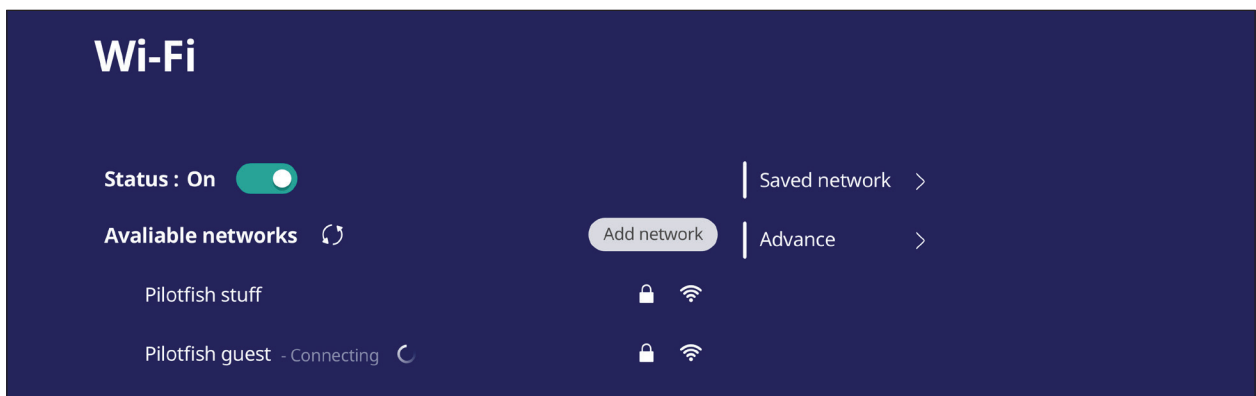 Wi-Fi
Status : On
Saved network
Avaliable networks
Add network
Advance
Pilotfish stuff
Pilotfish guest - Connecting